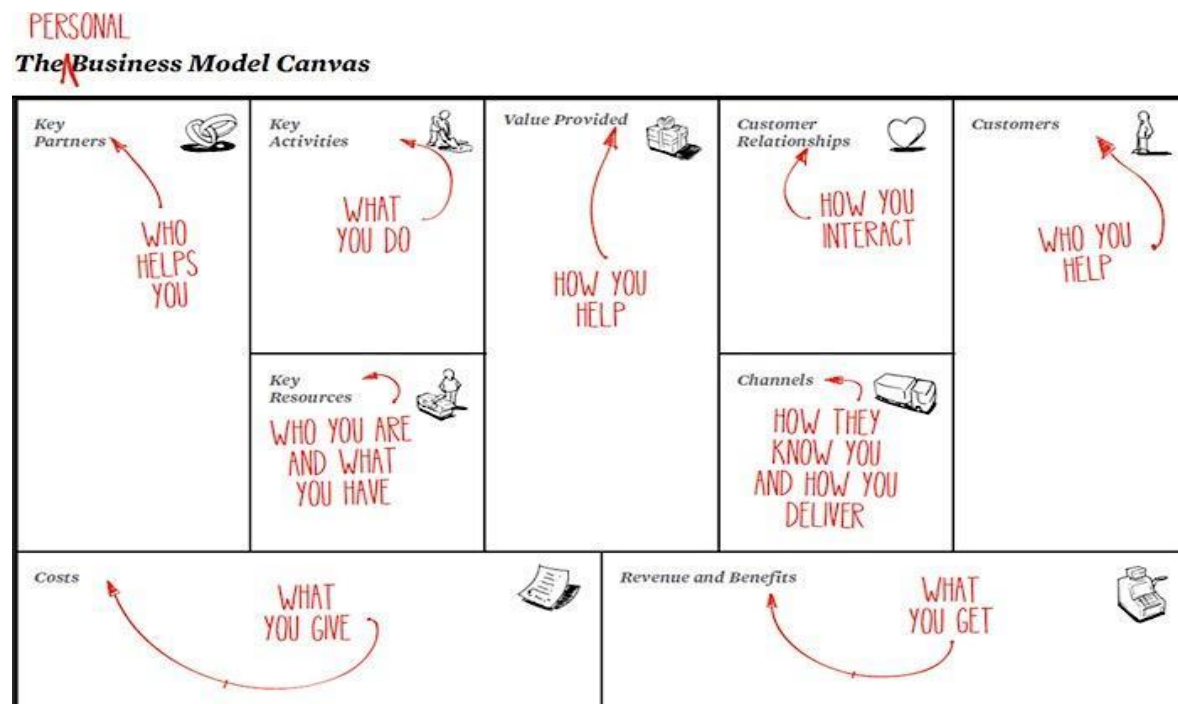 PERSONAL
The Business Model Canvas
Key
Partners
WHO
HELPS
YOU
Key
Activities
WHAT
YOU DO
Key
Resources
WHO YOU ARE
AND WHAT
YOU HAVE
Value Provided
HOW YOU
HELP
Customer
Relationships
HOW YOU
INTERACT
Channels
HOW THEY
KNOW YOU
AND HOW YOU
DELIVER
Customers
WHO YOU
HELP
Costs
WHAT
YOU GIVE
Revenue and Benefits
WHAT
YOU GET